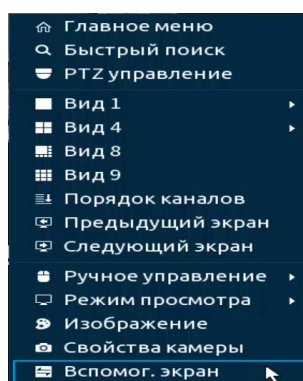 Главное меню
Быстрый поиск
PTZ управление
Вид 1
Вид 4
Вид 8
Вид 9
Порядок каналов
Предыдущий экран
Следующий экран
Ручное управление
Режим просмотра
Изображение
Свойства камеры
Вспомог. экран